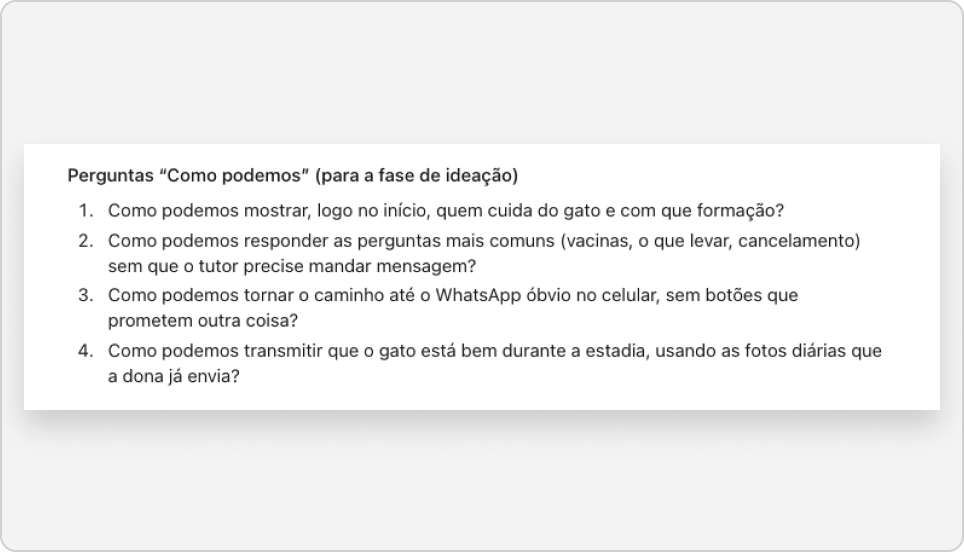 Perguntas “Como podemos” (para a fase de ideação)
1. Como podemos mostrar, logo no início, quem cuida do gato e com que formação?
2. Como podemos responder as perguntas mais comuns (vacinas, o que levar, cancelamento)
sem que o tutor precise mandar mensagem?
3. Como podemos tornar o caminho até o WhatsApp óbvio no celular, sem botões que
prometem outra coisa?
4. Como podemos transmitir que o gato está bem durante a estadia, usando as fotos diárias que
a dona já envia?